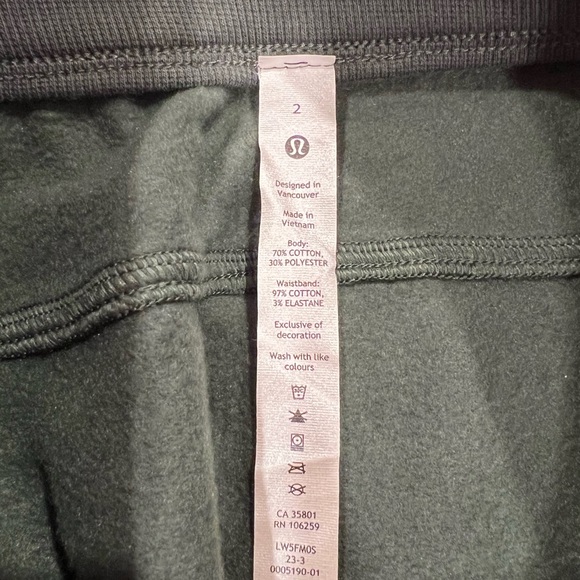 2
Designed in
Vancouver
Made in
Vietnam
Body:
70% COTTON,
30% POLYESTER
Waistband:
97% COTTON,
3% ELASTANE
Exclusive of
decoration
Wash with like
colours
CA 35801
RN 106259
LW5FM0S
23-3
0005190-01